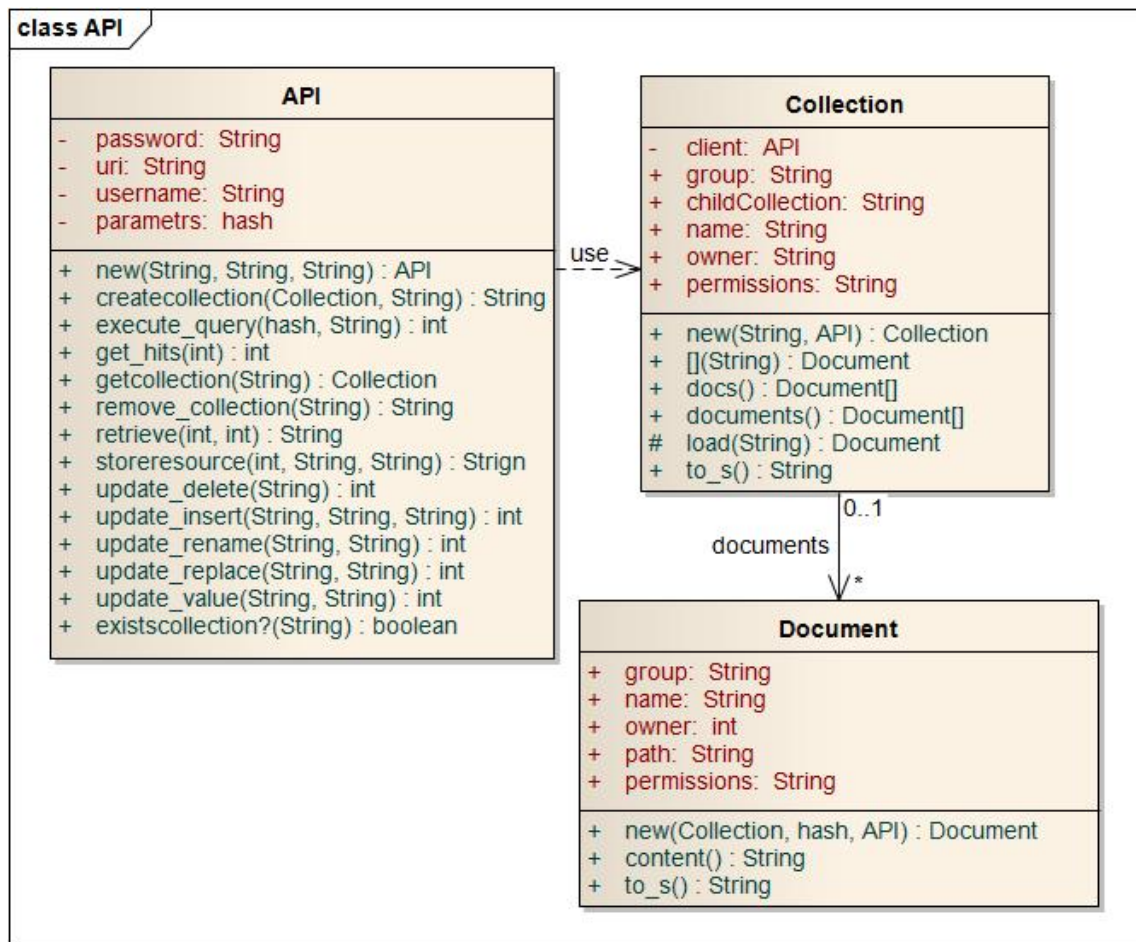 class API
API
- password: String
- uri: String
- username: String
- parametrs: hash
+ new(String, String, String) : API
+ createcollection(Collection, String) : String
+ execute_query(hash, String) : int
+ get_hits(int) : int
+ getcollection(String) : Collection
+ remove_collection(String) : String
+ retrieve(int, int) : String
+ storeresource(int, String, String) : Strign
+ update_delete(String) : int
+ update_insert(String, String, String) : int
+ update_rename(String, String) : int
+ update_replace(String, String) : int
+ update_value(String, String) : int
+ existscollection?(String) : boolean
use
Collection
- client: API
+ group: String
+ childCollection: String
+ name: String
+ owner: String
+ permissions: String
+ new(String, API) : Collection
+ [](String) : Document
+ docs() : Document[]
+ documents() : Document[]
# load(String) : Document
+ to_s() : String
0..1
documents
*
Document
+ group: String
+ name: String
+ owner: int
+ path: String
+ permissions: String
+ new(Collection, hash, API) : Document
+ content() : String
+ to_s() : String